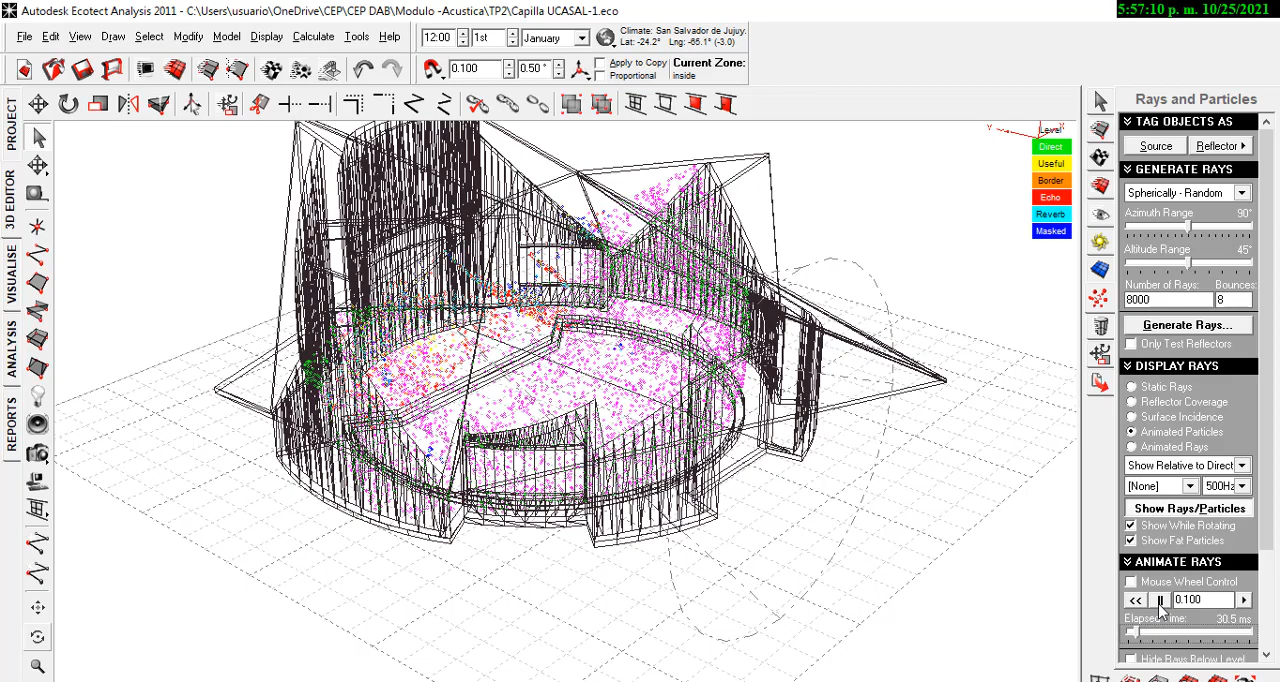 Autodesk Ecotect Analysis 2011 - C:\Users\usuario\OneDrive\CEP\CEP DAB\Modulo -Acustica\TP2\Capilla UCASAL-1.eco
5:57:10 p. m. 10/25/2021
File Edit View Draw Select Modify Model Display Calculate Tools Help
12:00 1st January
Climate: San Salvador de Jujuy.
Lat: -24.2° Lng: -65.1° (-3.0)
0.100 0.50°
Apply to Copy
Proportional
Current Zone:
inside
PROJECT
3D EDITOR
VISUALISE
ANALYSIS
REPORTS
Y
Level
Direct
Useful
Border
Echo
Reverb
Masked
Rays and Particles
TAG OBJECTS AS
Source Reflector
GENERATE RAYS
Spherically - Random
Azimuth Range 90°
Altitude Range 45°
Number of Rays: Bounces:
8000 8
Generate Rays...
Only Test Reflectors
DISPLAY RAYS
Static Rays
Reflector Coverage
Surface Incidence
Animated Particles
Animated Rays
Show Relative to Direct
[None] 500Hz
Show Rays/Particles
Show While Rotating
Show Fat Particles
ANIMATE RAYS
Mouse Wheel Control
<< 0.100
Elapsed Time: 30.5 ms
Hide Rays Below Level